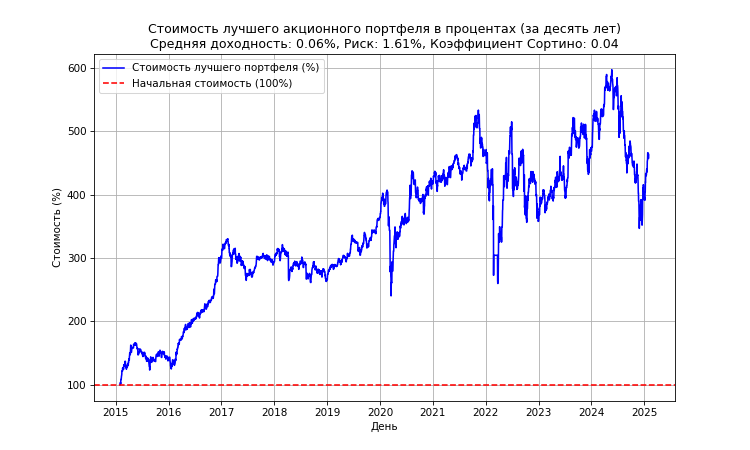 Стоимость лучшего акционного портфеля в процентах (за десять лет)
Средняя доходность: 0.06%, Риск: 1.61%, Коэффициент Сортино: 0.04
Стоимость лучшего портфеля (%)
Начальная стоимость (100%)
Стоимость (%)
600
500
400
300
200
100
2015 2016 2017 2018 2019 2020 2021 2022 2023 2024 2025
День